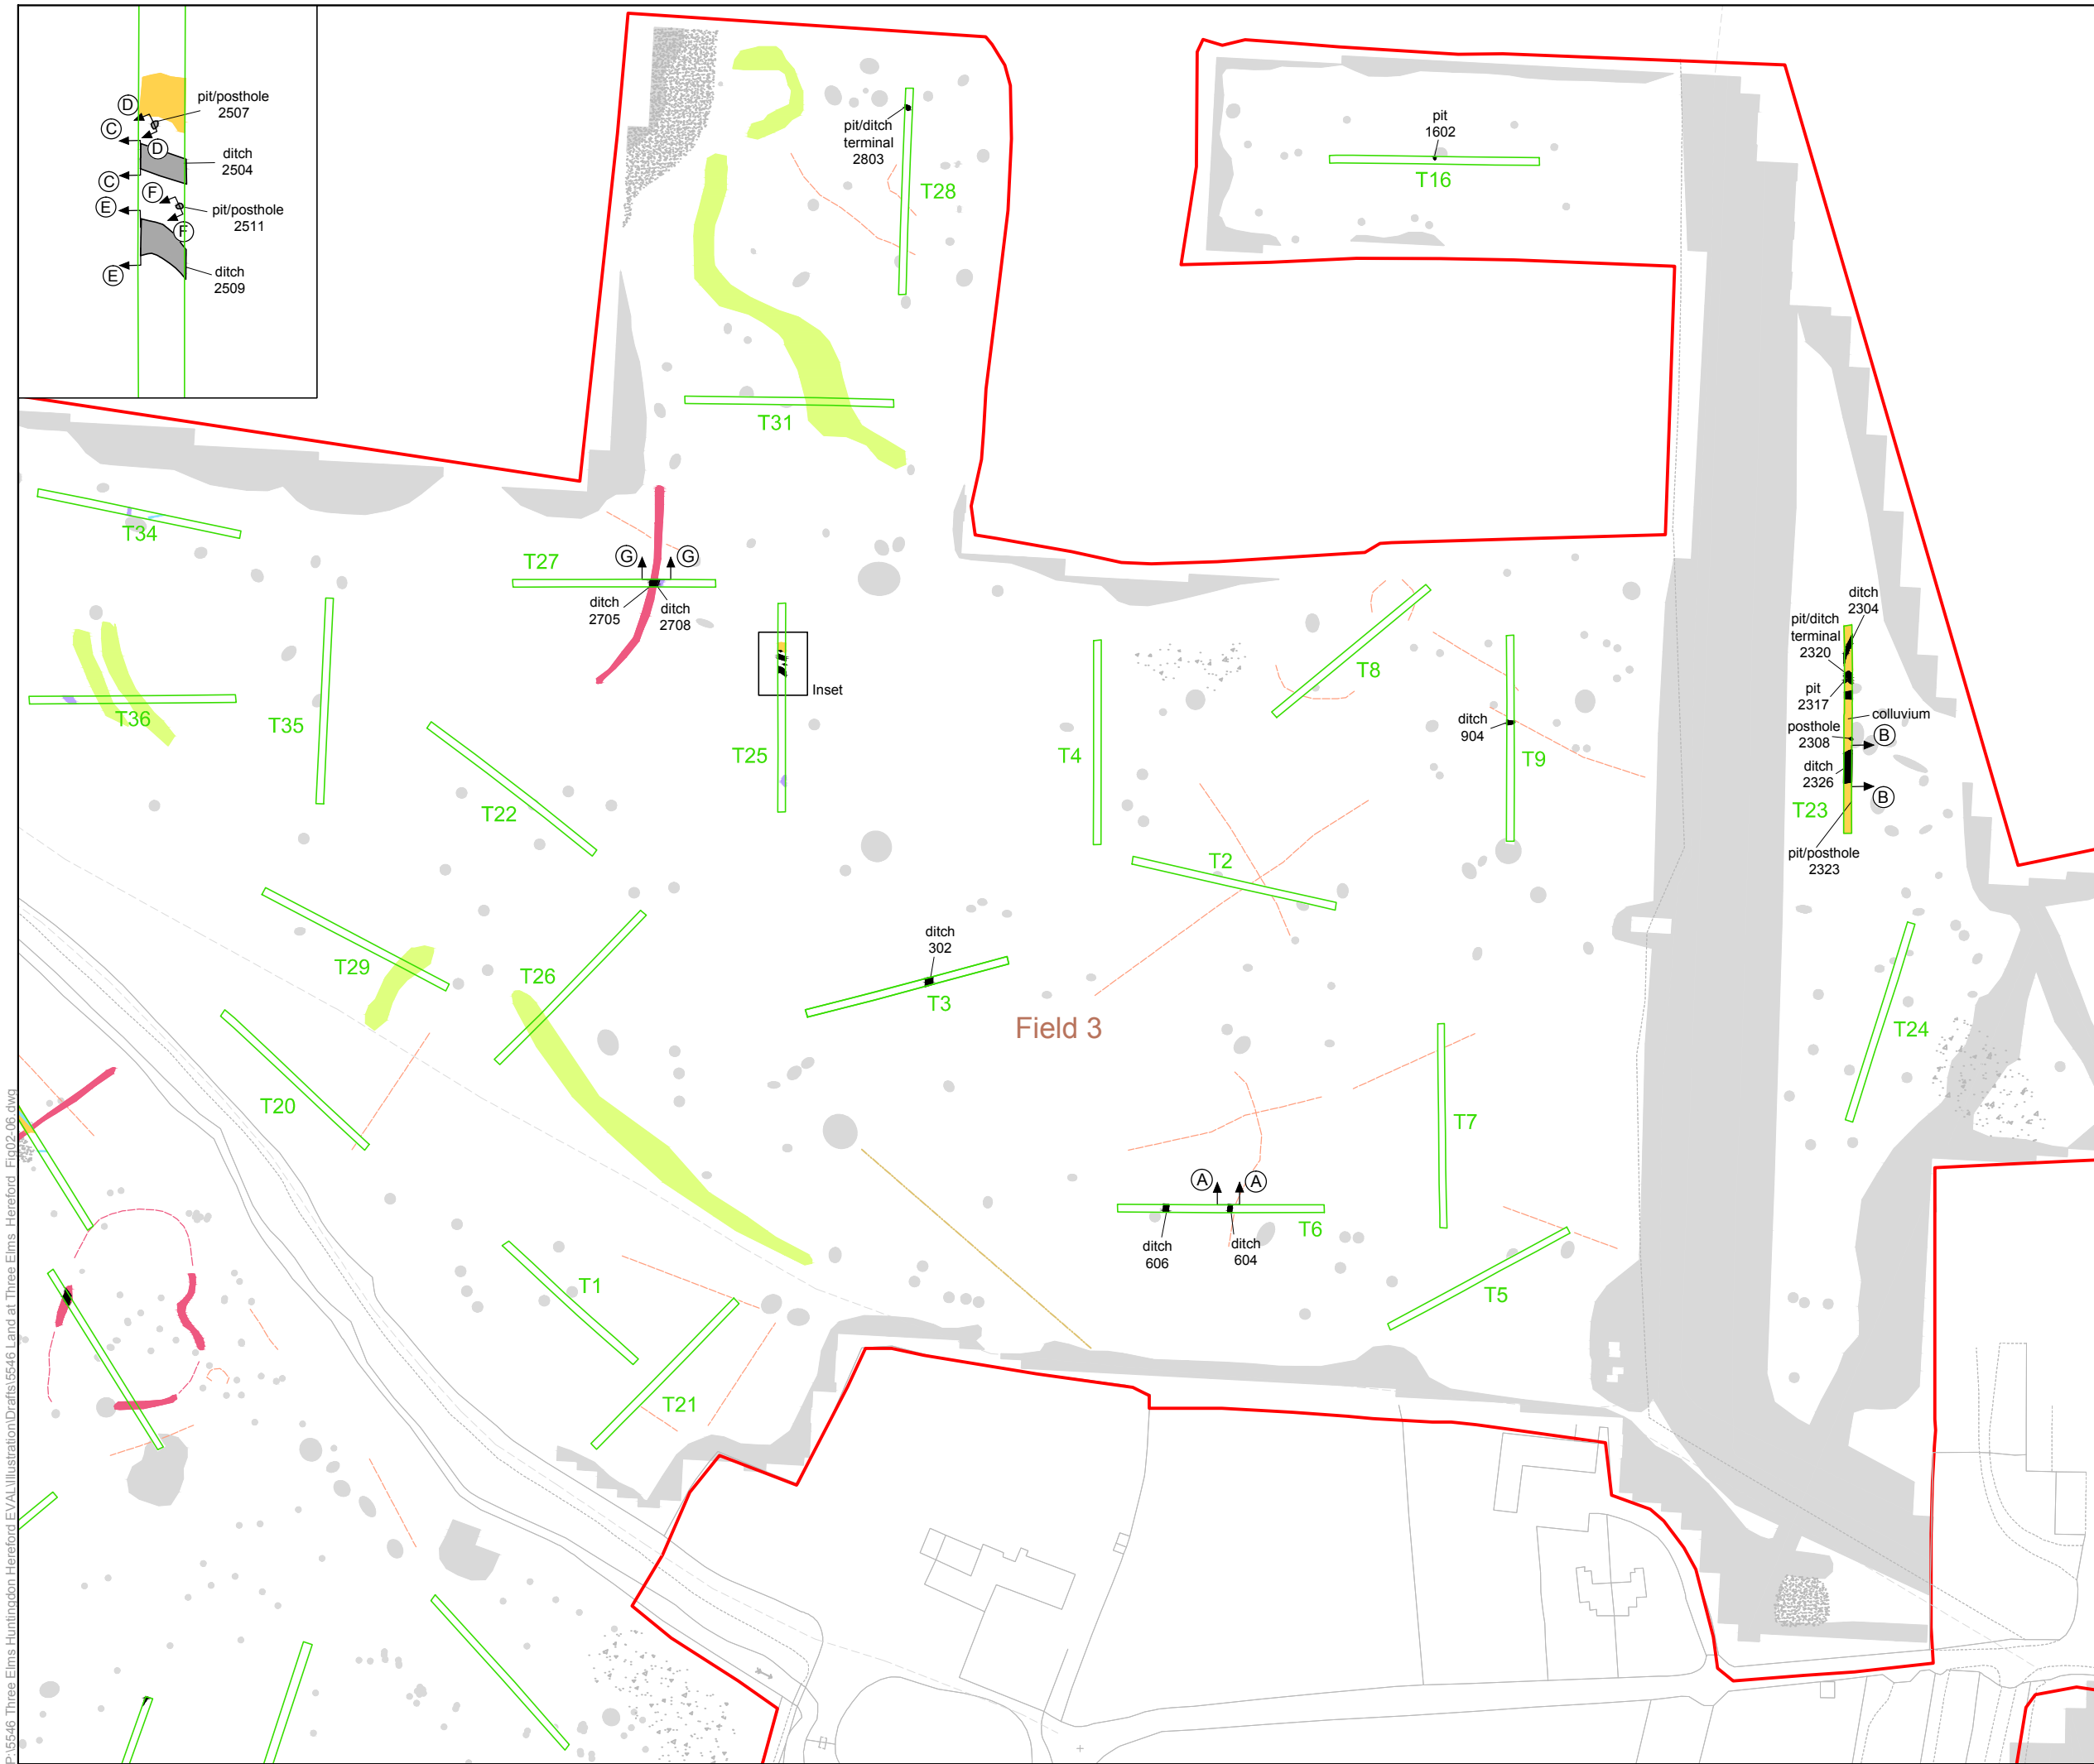 D
pit/posthole
2507
C
D
ditch
2504
C
F
E
pit/posthole
2511
F
E
ditch
2509
pit/ditch
terminal
2803
T28
pit
1602
T16
T31
T34
T27
G
G
ditch
2705
ditch
2708
T36
T35
T25
Inset
T22
T4
T8
ditch
904
T9
T2
ditch
2304
pit/ditch
terminal
2320
pit
2317
colluvium
posthole
2308
B
ditch
2326
B
T23
pit/posthole
2323
T29
T26
ditch
302
T3
Field 3
T24
T20
T7
A
A
T6
ditch
606
ditch
604
T1
T5
T21
P:\5546 Three Elms Huntingdon Hereford EVAL\Illustration\Drafts\5546 Land at Three Elms Hereford Fig02-06.dwg